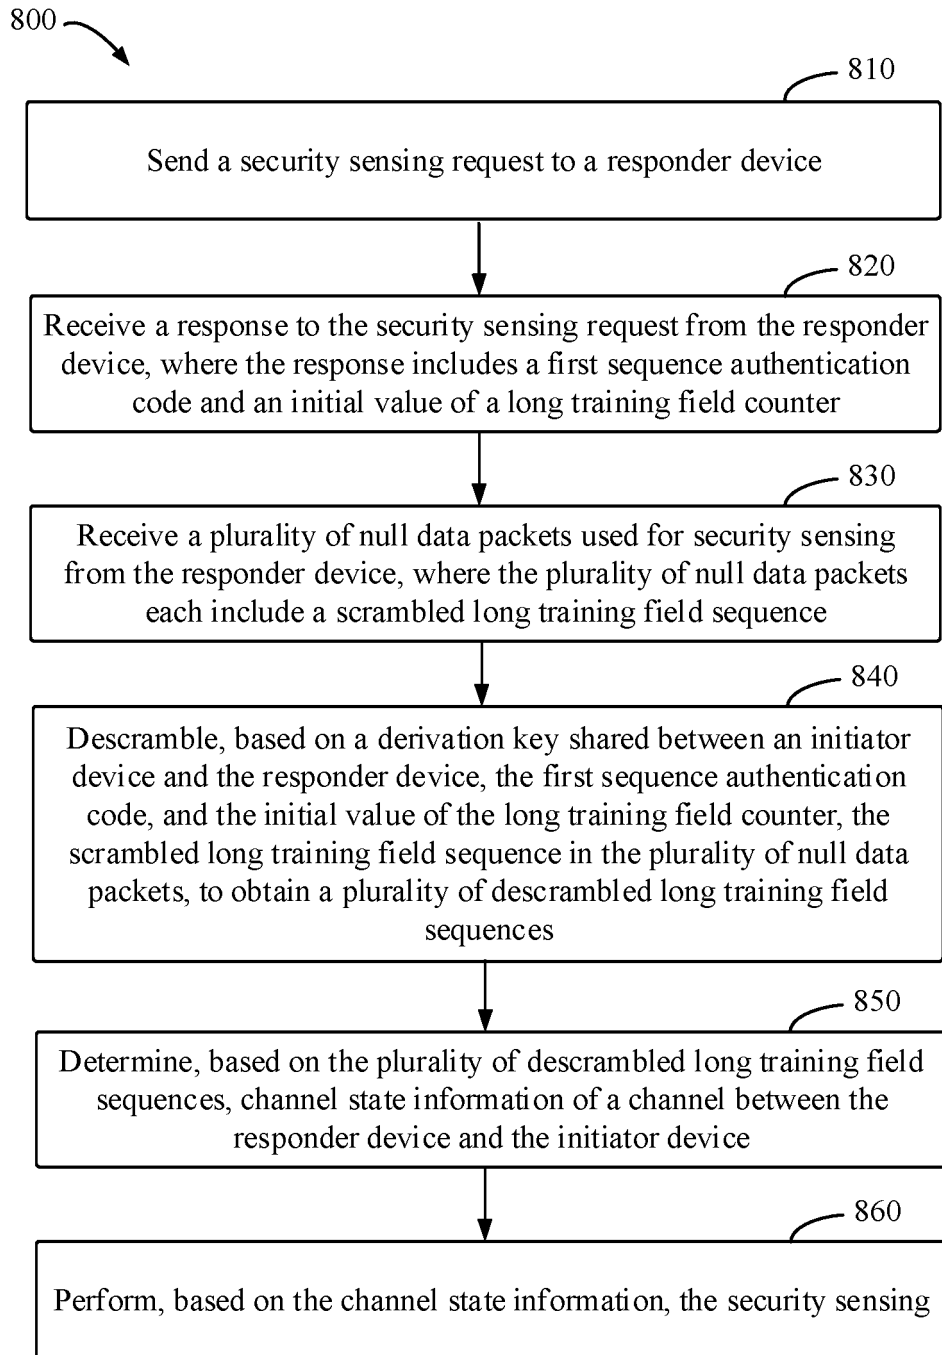 800
810
Send a security sensing request to a responder device
820
Receive a response to the security sensing request from the responder
device, where the response includes a first sequence authentication
code and an initial value of a long training field counter
830
Receive a plurality of null data packets used for security sensing
from the responder device, where the plurality of null data packets
each include a scrambled long training field sequence
840
Descramble, based on a derivation key shared between an initiator
device and the responder device, the first sequence authentication
code, and the initial value of the long training field counter, the
scrambled long training field sequence in the plurality of null data
packets, to obtain a plurality of descrambled long training field
sequences
850
Determine, based on the plurality of descrambled long training field
sequences, channel state information of a channel between the
responder device and the initiator device
860
Perform, based on the channel state information, the security sensing